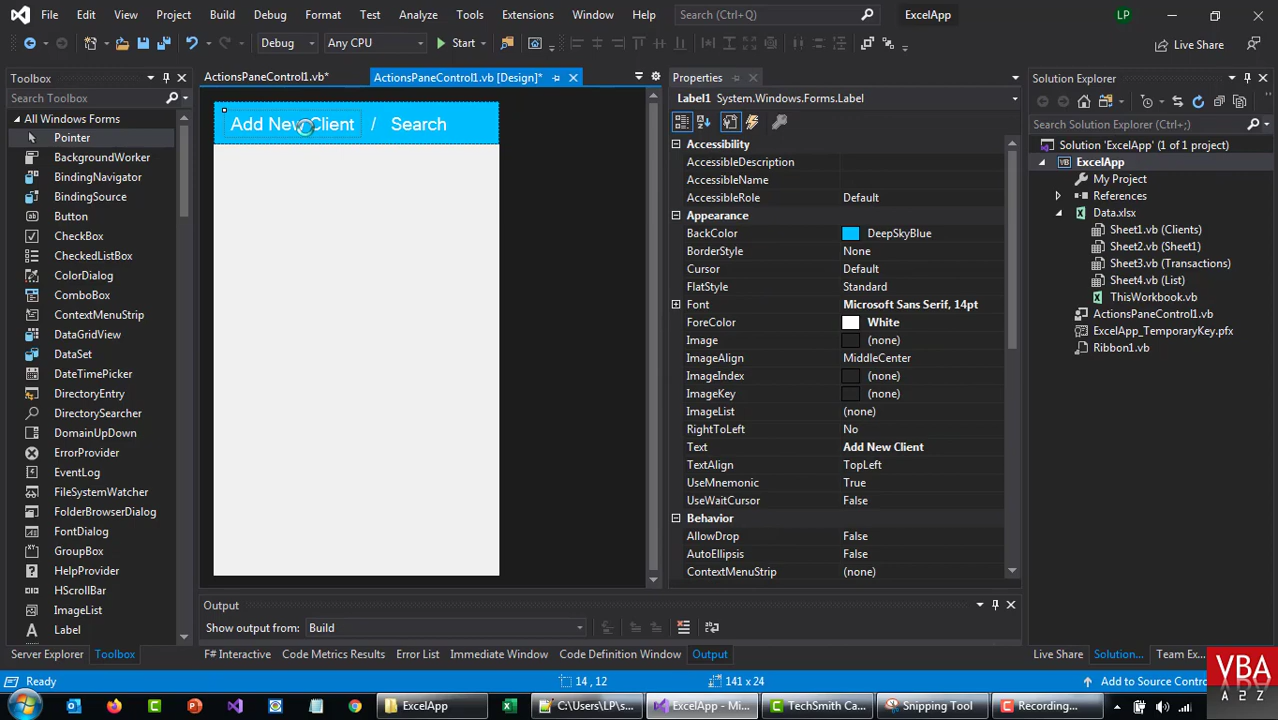 File Edit View Project Build Debug Format Test Analyze Tools Extensions Window Help Search (Ctrl+Q) ExcelApp LP
Debug Any CPU Start Live Share
Toolbox ActionsPaneControl1.vb* ActionsPaneControl1.vb [Design]* Properties Solution Explorer
Search Toolbox Label1 System.Windows.Forms.Label
All Windows Forms
Pointer
BackgroundWorker
BindingNavigator
BindingSource
Button
CheckBox
CheckedListBox
ColorDialog
ComboBox
ContextMenuStrip
DataGridView
DataSet
DateTimePicker
DirectoryEntry
DirectorySearcher
DomainUpDown
ErrorProvider
EventLog
FileSystemWatcher
FolderBrowserDialog
FontDialog
GroupBox
HelpProvider
HScrollBar
ImageList
Label
Add New Client / Search
Accessibility
AccessibleDescription
AccessibleName
AccessibleRole Default
Appearance
BackColor DeepSkyBlue
BorderStyle None
Cursor Default
FlatStyle Standard
Font Microsoft Sans Serif, 14pt
ForeColor White
Image (none)
ImageAlign MiddleCenter
ImageIndex (none)
ImageKey (none)
ImageList (none)
RightToLeft No
Text Add New Client
TextAlign TopLeft
UseMnemonic True
UseWaitCursor False
Behavior
AllowDrop False
AutoEllipsis False
ContextMenuStrip (none)
Search Solution Explorer (Ctrl+;)
Solution 'ExcelApp' (1 of 1 project)
VB ExcelApp
My Project
References
Data.xlsx
Sheet1.vb (Clients)
Sheet2.vb (Sheet1)
Sheet3.vb (Transactions)
Sheet4.vb (List)
ThisWorkbook.vb
ActionsPaneControl1.vb
ExcelApp_TemporaryKey.pfx
Ribbon1.vb
Output
Show output from: Build
Server Explorer Toolbox F# Interactive Code Metrics Results Error List Immediate Window Code Definition Window Output Live Share Solution... Team Ex...
Ready 14 , 12 141 x 24 Add to Source Contro
ExcelApp C:\Users\LP\s... ExcelApp - Mi... TechSmith Ca... Snipping Tool Recording...
VBA
A2Z